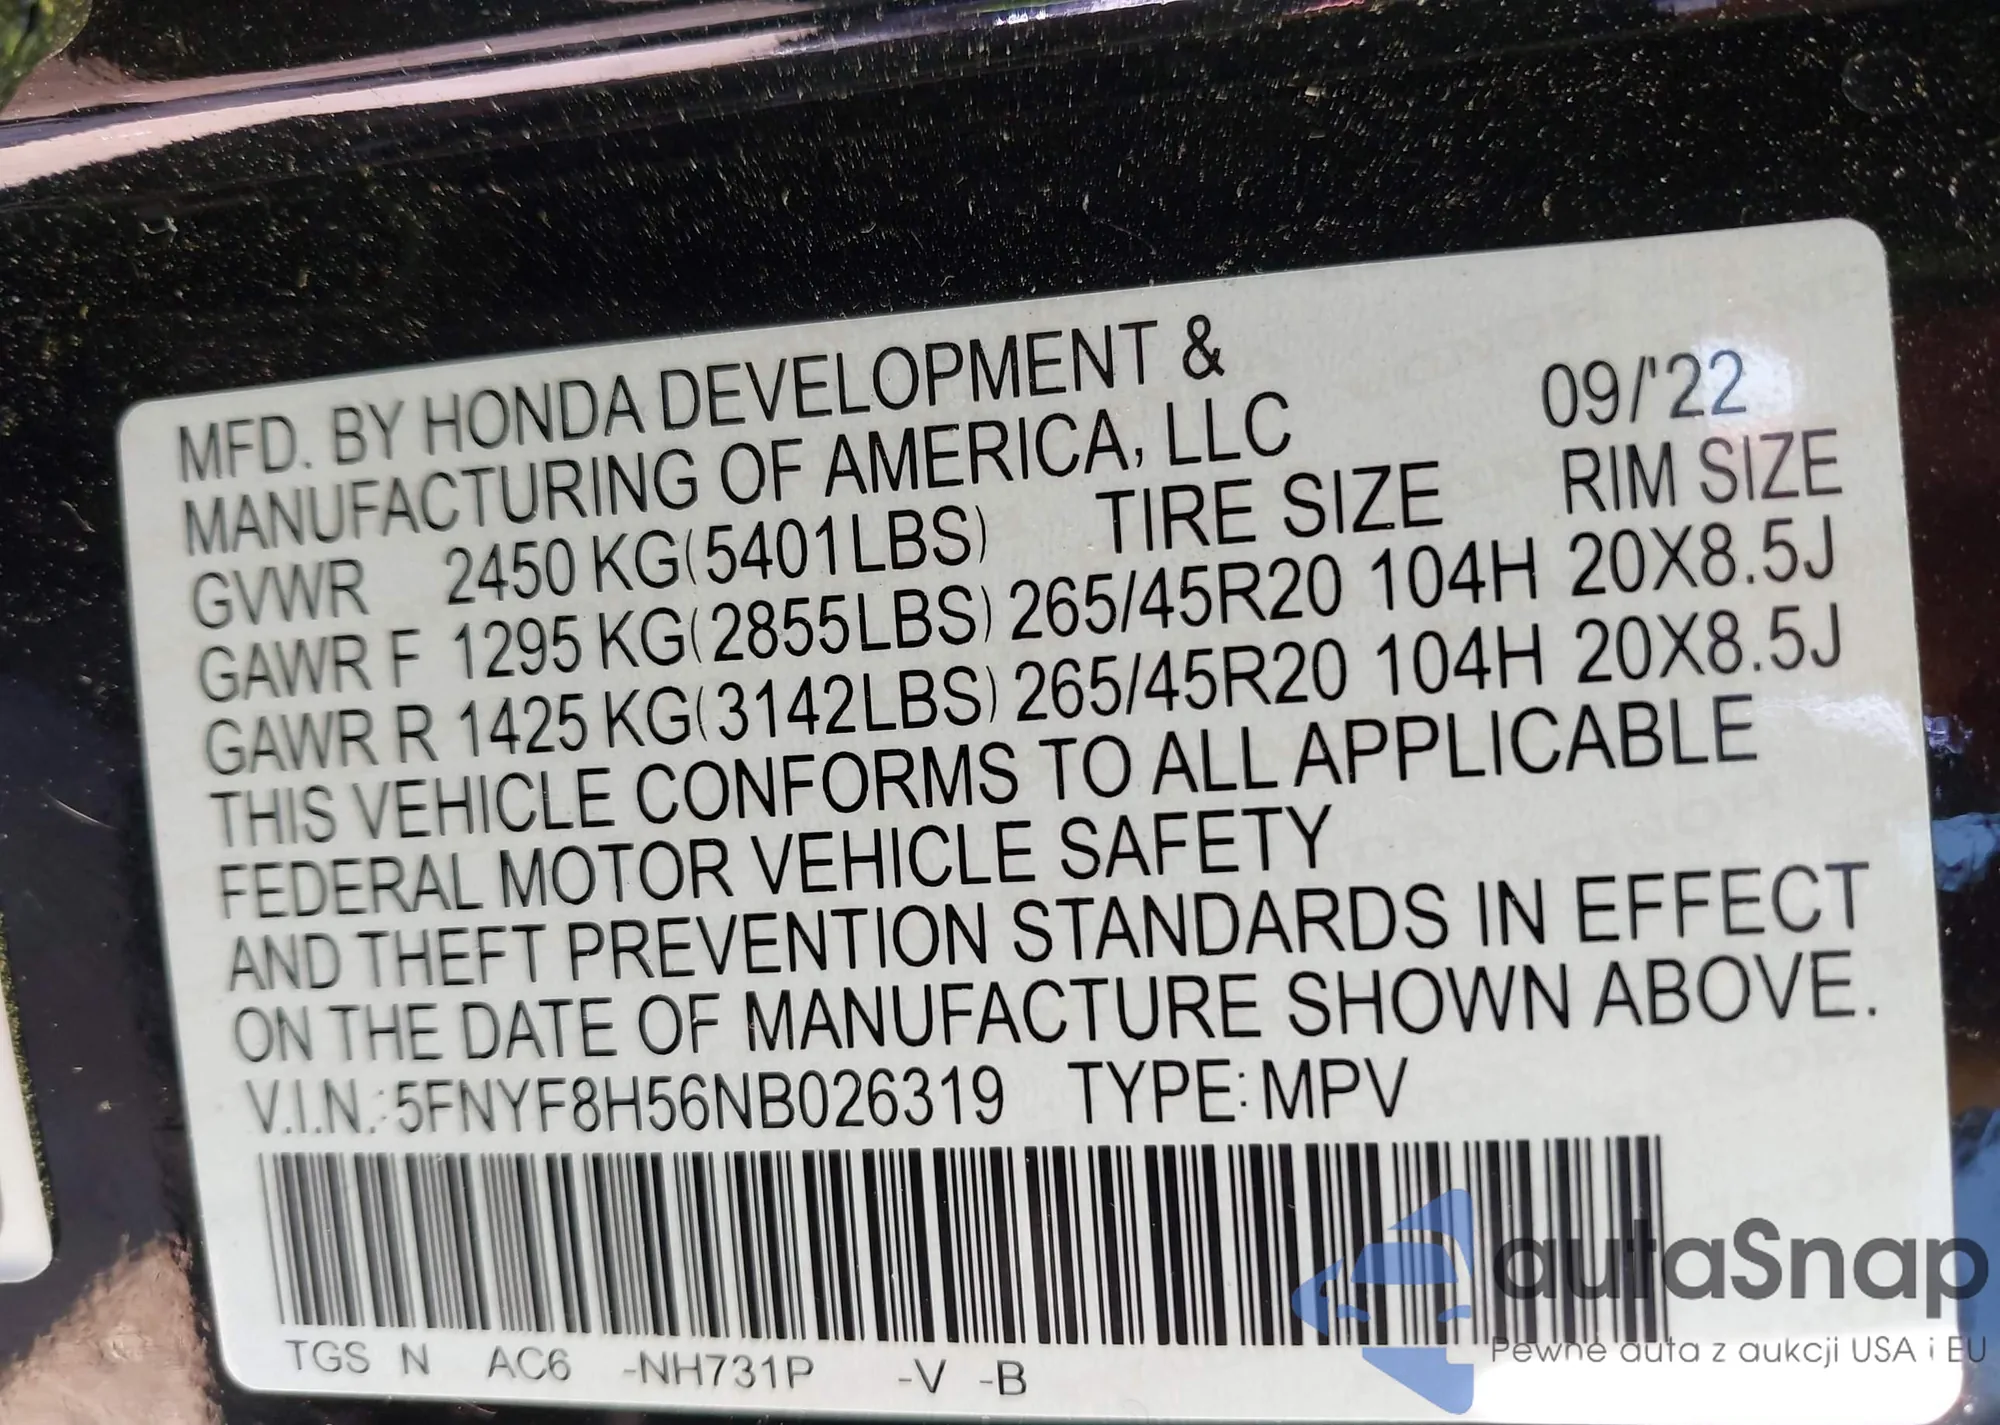 MFD. BY HONDA DEVELOPMENT &
MANUFACTURING OF AMERICA, LLC 09/'22
GVWR 2450 KG(5401LBS) TIRE SIZE RIM SIZE
GAWR F 1295 KG(2855LBS) 265/45R20 104H 20X8.5J
GAWR R 1425 KG(3142LBS) 265/45R20 104H 20X8.5J
THIS VEHICLE CONFORMS TO ALL APPLICABLE
FEDERAL MOTOR VEHICLE SAFETY
AND THEFT PREVENTION STANDARDS IN EFFECT
ON THE DATE OF MANUFACTURE SHOWN ABOVE.
V.I.N.:5FNYF8H56NB026319 TYPE:MPV
TGS N AC6 -NH731P -V -B
autaSnap
Pewne auta z aukcji USA i EU